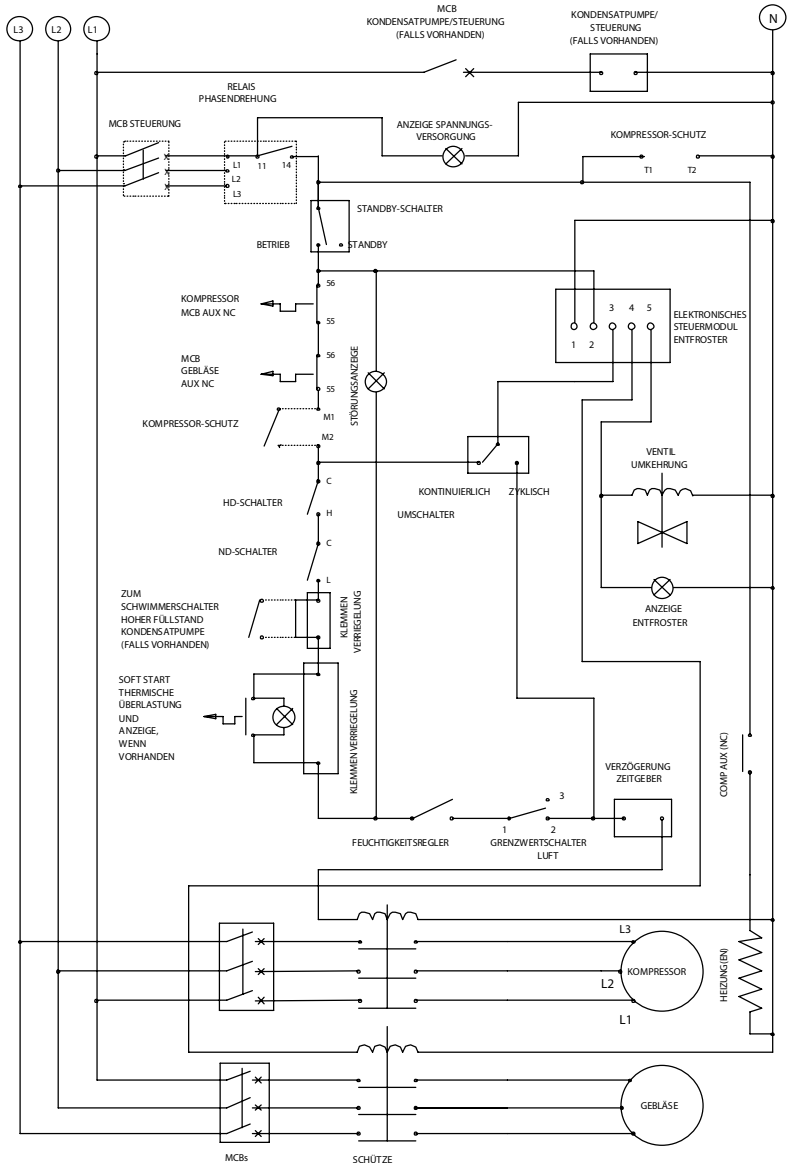 L3
L2
L1
N
MCB
KONDENSATPUMPE/STEUERUNG
(FALLS VORHANDEN)
KONDENSATPUMPE/
STEUERUNG
(FALLS VORHANDEN)
RELAIS
PHASENDREHUNG
MCB STEUERUNG
ANZEIGE SPANNUNGS-
VERSORGUNG
KOMPRESSOR-SCHUTZ
L1
11
14
L2
L3
T1
T2
STANDBY-SCHALTER
BETRIEB
STANDBY
56
KOMPRESSOR
MCB AUX NC
55
3
4
5
1
2
ELEKTRONISCHES
STEUERMODUL
ENTFROSTER
56
MCB
GEBLÄSE
AUX NC
55
STÖRUNGSANZEIGE
M1
KOMPRESSOR-SCHUTZ
M2
VENTIL
UMKEHRUNG
C
HD-SCHALTER
H
KONTINUIERLICH
ZYKLISCH
UMSCHALTER
C
ND-SCHALTER
L
ZUM
SCHWIMMERSCHALTER
HOHER FÜLLSTAND
KONDENSATPUMPE
(FALLS VORHANDEN)
KLEMMEN
VERRIEGELUNG
ANZEIGE
ENTFROSTER
SOFT START
THERMISCHE
ÜBERLASTUNG
UND
ANZEIGE,
WENN
VORHANDEN
KLEMMENVERRIEGELUNG
COMP AUX (NC)
VERZÖGERUNG
ZEITGEBER
3
1
2
FEUCHTIGKEITSREGLER
GRENZWERTSCHALTER
LUFT
L3
KOMPRESSOR
L2
L1
HEIZUNG(EN)
GEBLÄSE
MCBs
SCHÜTZE